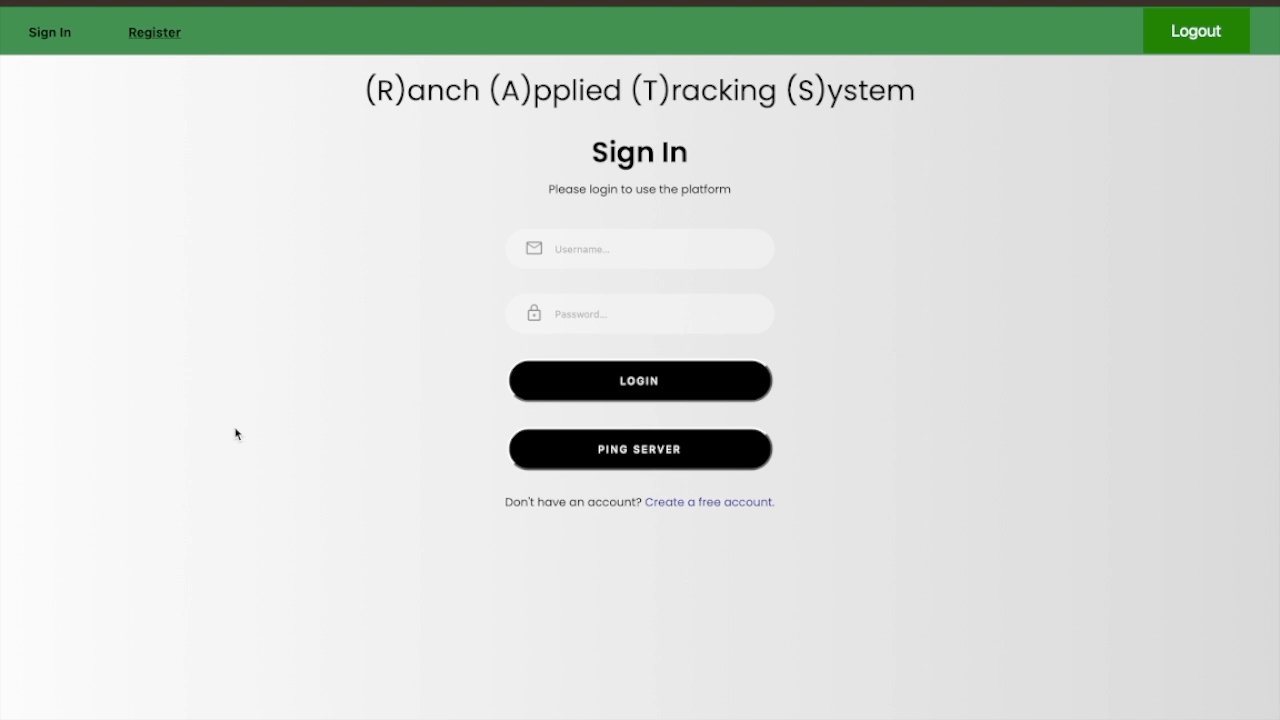 Sign In
Register
Logout
(R)anch (A)pplied (T)racking (S)ystem
Sign In
Please login to use the platform
Username...
Password...
LOGIN
PING SERVER
Don't have an account? Create a free account.